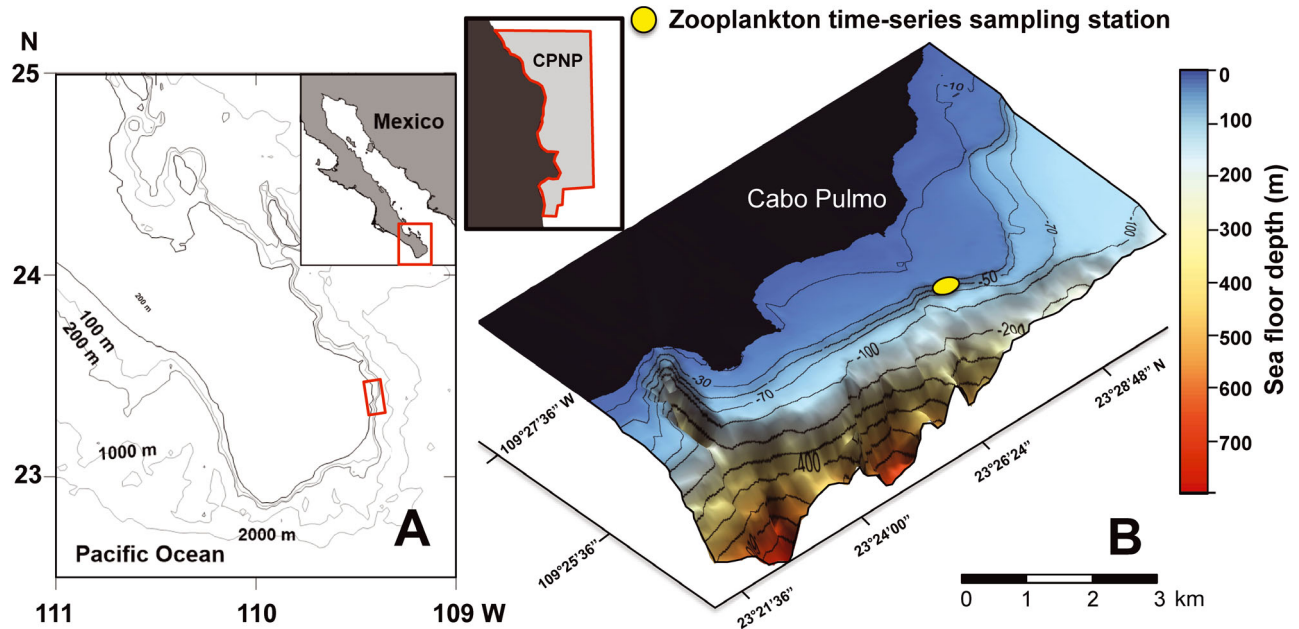 Zooplankton time-series sampling station
N
25
24
23
111
110
109 W
Mexico
200 m
100 m
200 m
1000 m
2000 m
Pacific Ocean
A
CPNP
Cabo Pulmo
-10
-70
-100
-50
-200
-100
-30
-70
400
109°27'36” W
109°25'36”
23°21'36”
23°24'00”
23°26'24”
23°28'48” N
B
0 1 2 3 km
0
-100
-200
-300
-400
-500
-600
-700
Sea floor depth (m)